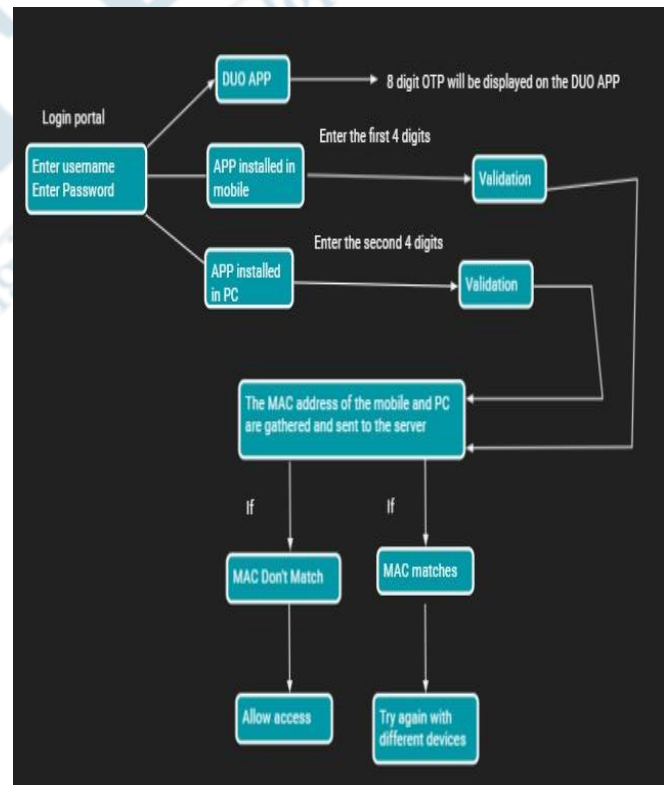 DUO APP
8 digit OTP will be displayed on the DUO APP
Login portal
Enter username
Enter Password
Enter the first 4 digits
APP installed in
mobile
Validation
Enter the second 4 digits
APP installed
in PC
Validation
The MAC address of the mobile and PC
are gathered and sent to the server
If
If
MAC Don't Match
MAC matches
Allow access
Try again with
different devices